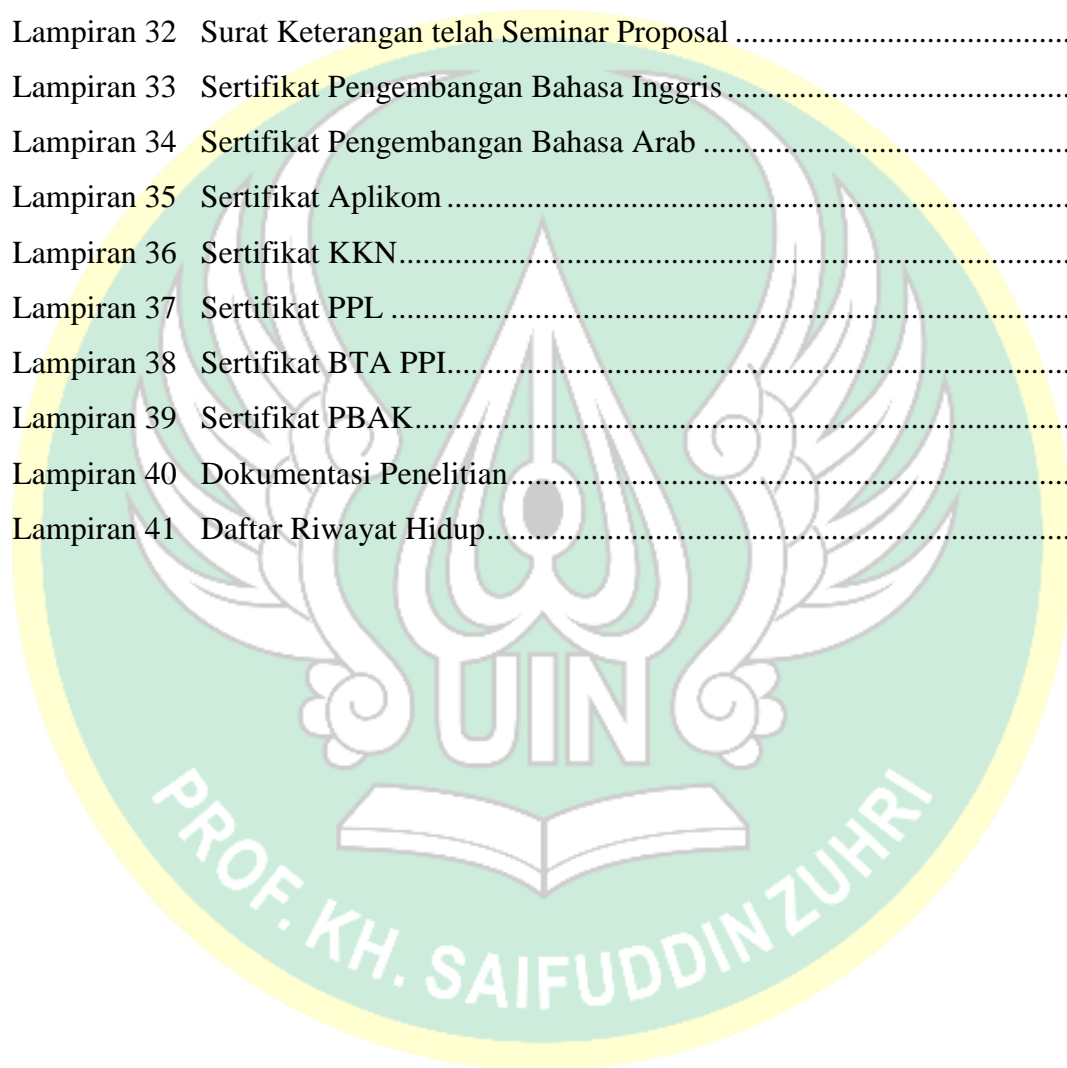 Lampiran 32 Surat Keterangan telah Seminar Proposal ....................................
Lampiran 33 Sertifikat Pengembangan Bahasa Inggris ....................................
Lampiran 34 Sertifikat Pengembangan Bahasa Arab .......................................
Lampiran 35 Sertifikat Aplikom ...................................................................
Lampiran 36 Sertifikat KKN........................................................................
Lampiran 37 Sertifikat PPL .........................................................................
Lampiran 38 Sertifikat BTA PPI..................................................................
Lampiran 39 Sertifikat PBAK......................................................................
Lampiran 40 Dokumentasi Penelitian ...........................................................
Lampiran 41 Daftar Riwayat Hidup..............................................................
UIN
PROF. KH. SAIFUDDIN ZUHRI